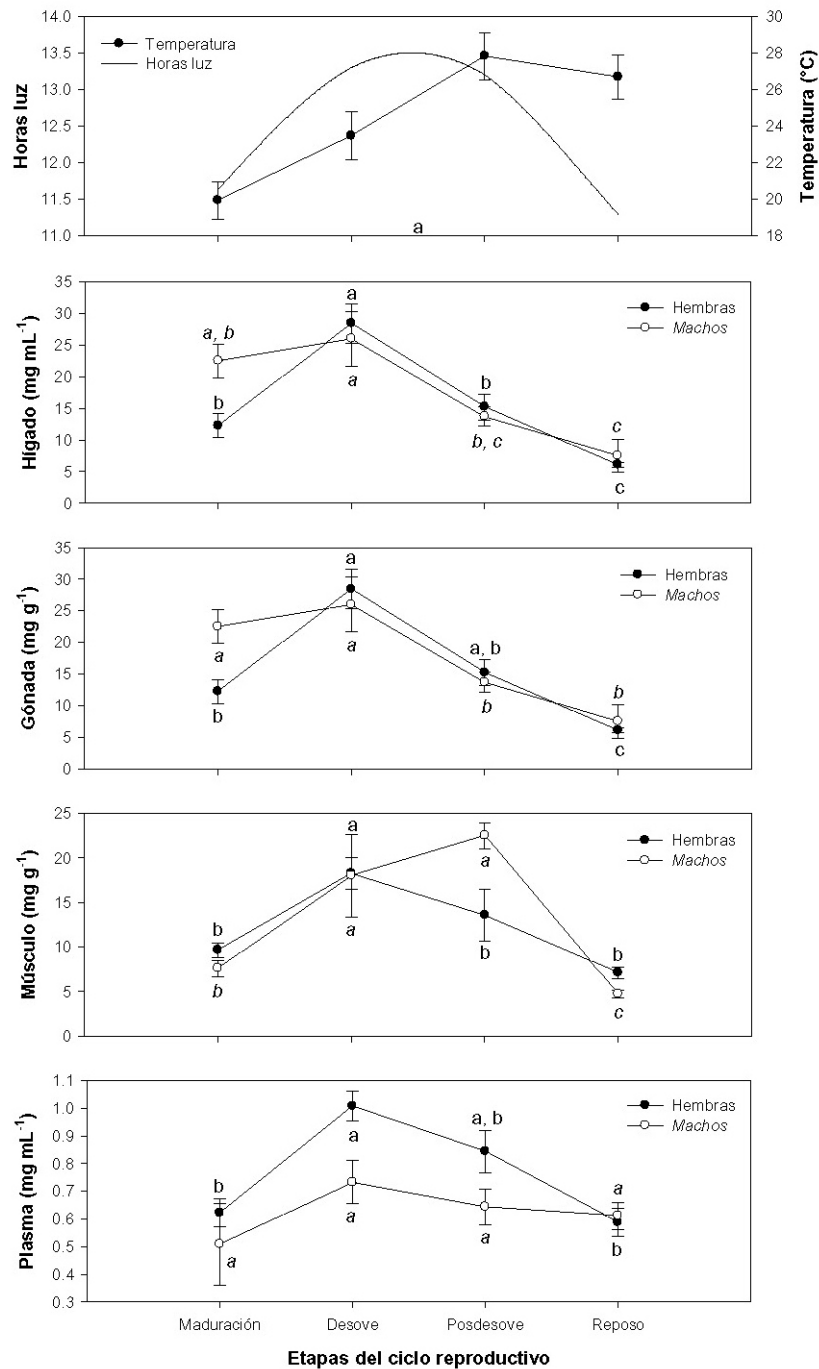 14.0
13.5
13.0
12.5
12.0
11.5
11.0
Horas luz
Temperatura
Horas luz
30
28
26
24
22
20
18
Temperatura (°C)
a
35
30
25
20
15
10
5
0
Hígado (mg mL-1)
Hembras
Machos
a, b
b
a
a
b
b, c
c
c
35
30
25
20
15
10
5
0
Gónada (mg g-1)
Hembras
Machos
a
b
a
a
a, b
b
b
c
25
20
15
10
5
0
Músculo (mg g-1)
Hembras
Machos
b
b
a
a
a
b
b
c
1.1
1.0
0.9
0.8
0.7
0.6
0.5
0.4
0.3
Plasma (mg mL-1)
Hembras
Machos
b
a
a
a
a, b
a
a
b
Maduración Desove Posdesove Reposo
Etapas del ciclo reproductivo